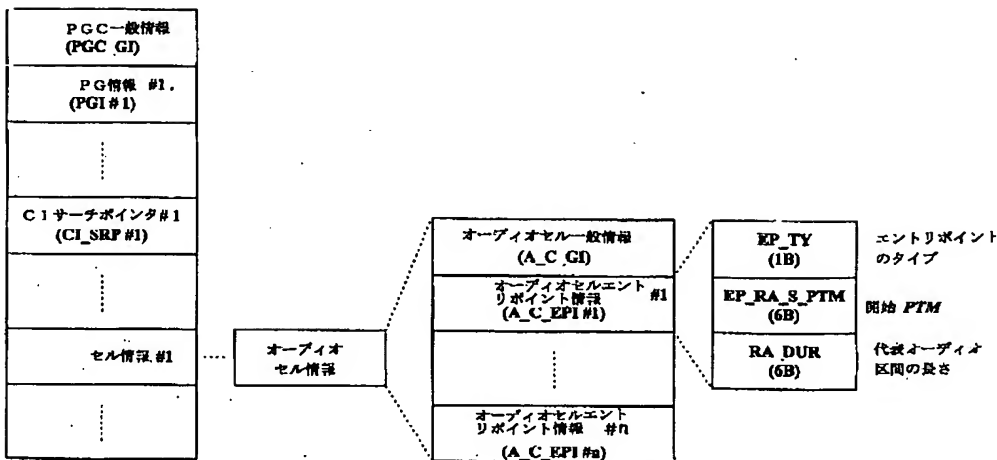 PGC一般情報
(PGC_GI)
PG情報 #1.
(PGI#1)
CIサーチポインタ#1
(CI_SRP #1)
セル情報 #1
オーディオ
セル情報
オーディオセル一般情報
(A_C_GI)
オーディオセルエント
リポイント情報 #1
(A_C_EPI #1)
オーディオセルエント
リポイント情報 #n
(A_C_EPI #n)
EP_TY
(1B)
EP_RA_S_PTM
(6B)
RA_DUR
(6B)
エントリポイント
のタイプ
開始 PTM
代表オーディオ
区間の長さ